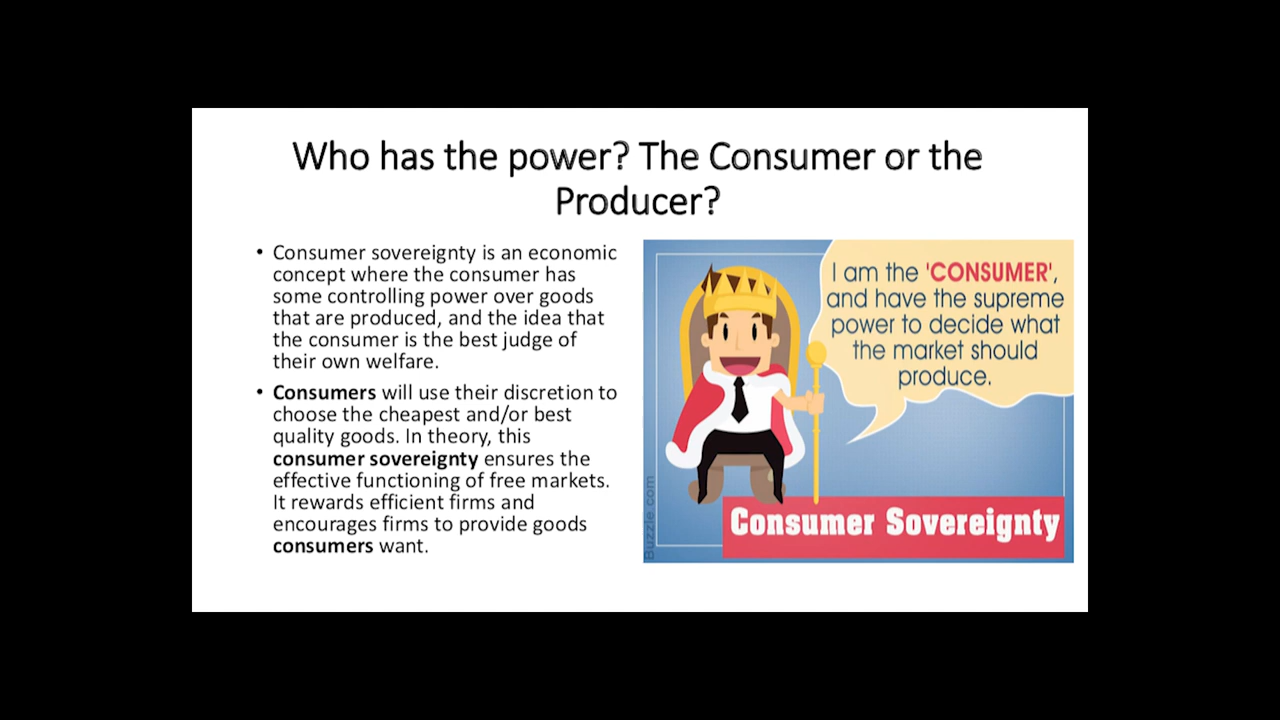 Who has the power? The Consumer or the
Producer?
• Consumer sovereignty is an economic
concept where the consumer has
some controlling power over goods
that are produced, and the idea that
the consumer is the best judge of
their own welfare.
• Consumers will use their discretion to
choose the cheapest and/or best
quality goods. In theory, this
consumer sovereignty ensures the
effective functioning of free markets.
It rewards efficient firms and
encourages firms to provide goods
consumers want.
I am the 'CONSUMER',
and have the supreme
power to decide what
the market should
produce.
Consumer Sovereignty
Buzzle.com